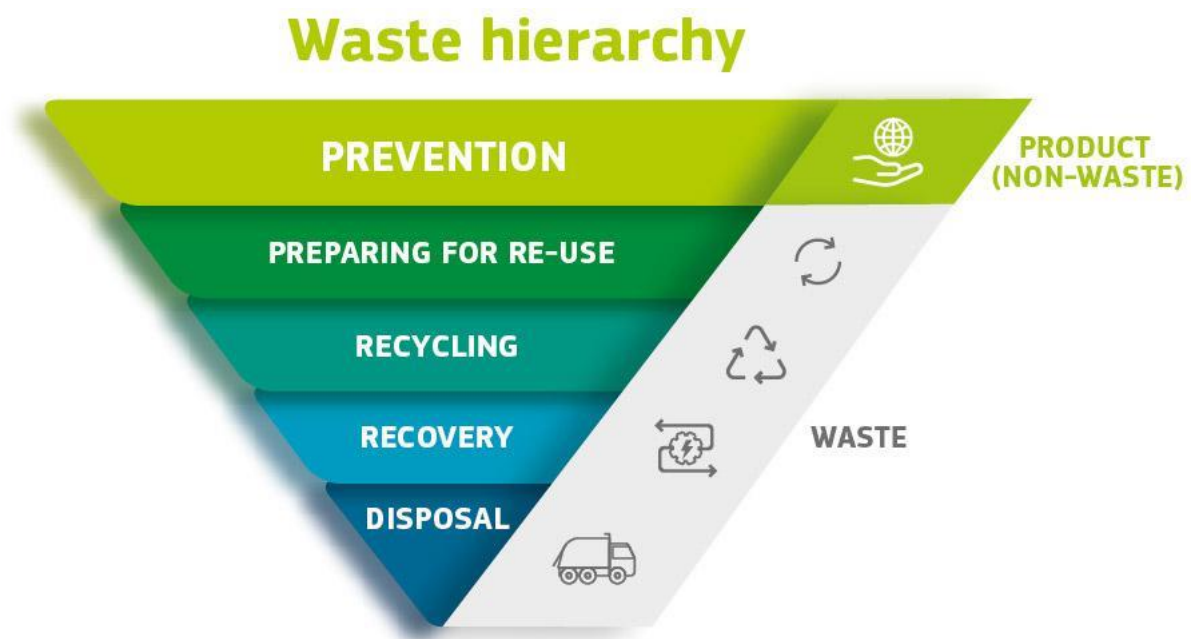 Waste hierarchy
PREVENTION
PRODUCT
(NON-WASTE)
PREPARING FOR RE-USE
RECYCLING
RECOVERY
WASTE
DISPOSAL